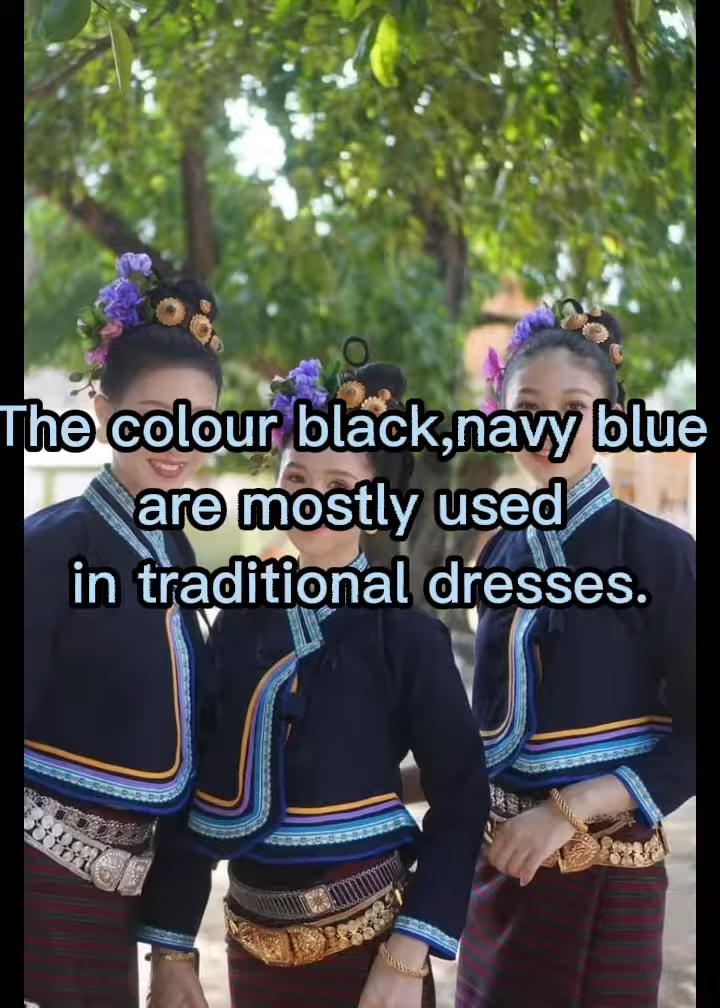 The colour black,navy blue
are mostly used
in traditional dresses.